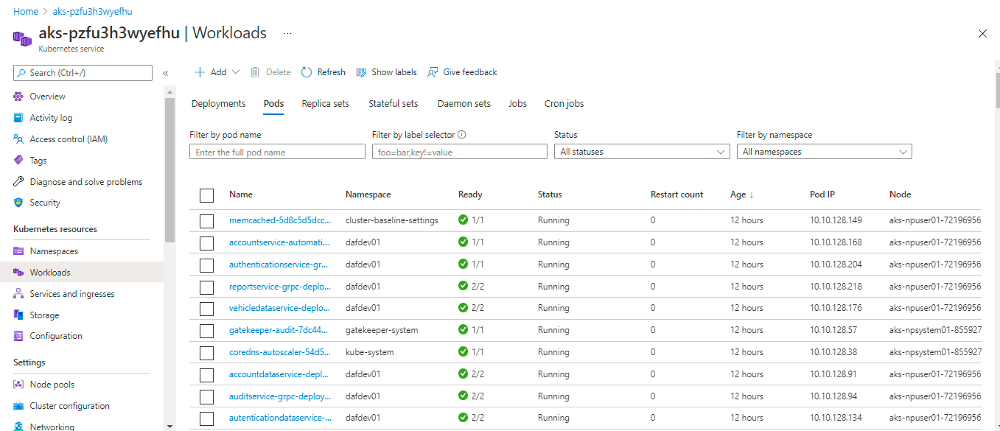 Home > aks-pzfu3h3wyefhu
aks-pzfu3h3wyefhu | Workloads ...
Kubernetes service
Search (Ctrl+/)
«
Overview
Activity log
Access control (IAM)
Tags
Diagnose and solve problems
Security
Kubernetes resources
Namespaces
Workloads
Services and ingresses
Storage
Configuration
Settings
Node pools
Cluster configuration
Networking
Add Delete Refresh Show labels Give feedback
Deployments Pods Replica sets Stateful sets Daemon sets Jobs Cron jobs
Filter by pod name Filter by label selector Status Filter by namespace
Enter the full pod name foo=bar,key!=value All statuses All namespaces
Name Namespace Ready Status Restart count Age ↓ Pod IP Node
memcached-5d8c5d5dcc... cluster-baseline-settings 1/1 Running 0 12 hours 10.10.128.149 aks-npuser01-72196956
accountservice-automati... dafdev01 1/1 Running 0 12 hours 10.10.128.168 aks-npuser01-72196956
authenticationservice-gr... dafdev01 1/1 Running 0 12 hours 10.10.128.204 aks-npuser01-72196956
reportservice-grpc-deplo... dafdev01 2/2 Running 0 12 hours 10.10.128.218 aks-npuser01-72196956
vehicledataservice-deplo... dafdev01 2/2 Running 0 12 hours 10.10.128.176 aks-npuser01-72196956
gatekeeper-audit-7dc44... gatekeeper-system 1/1 Running 0 12 hours 10.10.128.57 aks-npsystem01-855927
coredns-autoscaler-54d5... kube-system 1/1 Running 0 12 hours 10.10.128.38 aks-npsystem01-855927
accountdataservice-depl... dafdev01 2/2 Running 0 12 hours 10.10.128.91 aks-npuser01-72196956
auditservice-grpc-deploy... dafdev01 2/2 Running 0 12 hours 10.10.128.94 aks-npuser01-72196956
autenticationdataservice-... dafdev01 2/2 Running 0 12 hours 10.10.128.134 aks-npuser01-72196956